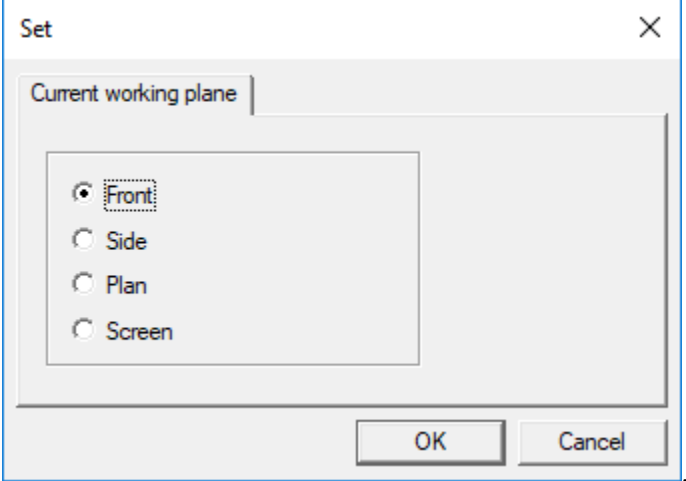 Set
Current working plane
Front
Side
Plan
Screen
OK
Cancel